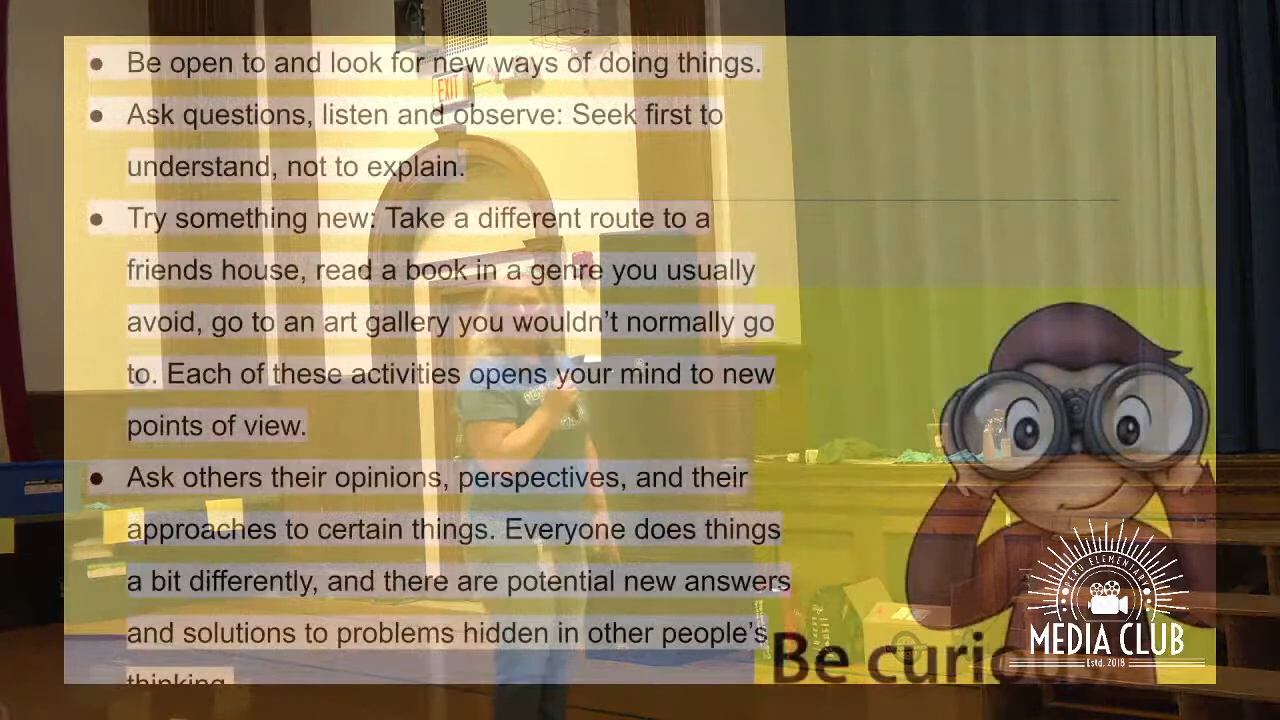 ● Be open to and look for new ways of doing things.
EXIT
● Ask questions, listen and observe: Seek first to
understand, not to explain.
● Try something new: Take a different route to a
friends house, read a book in a genre you usually
avoid, go to an art gallery you wouldn't normally go
to. Each of these activities opens your mind to new
points of view.
● Ask others their opinions, perspectives, and their
approaches to certain things. Everyone does things
a bit differently, and there are potential new answers
and solutions to problems hidden in other people's
thinking.
Be curious
PERU ELEMENTARY
MEDIA CLUB
Estd. 2018